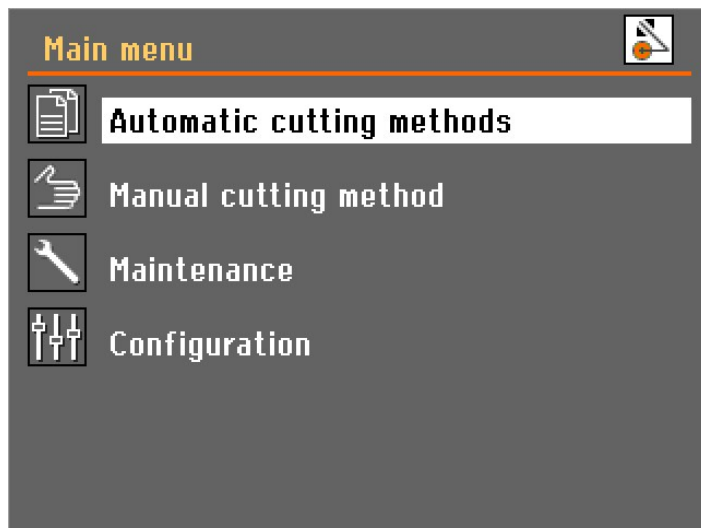 Main menu
Automatic cutting methods
Manual cutting method
Maintenance
Configuration